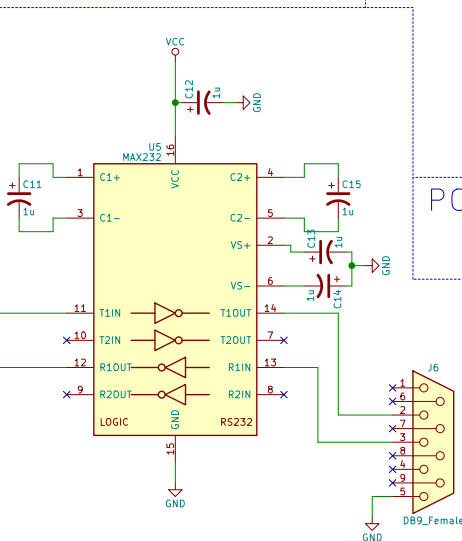 VCC
C12
1u
GND
U5
MAX232
16
VCC
1
C1+
C2+
4
C11
1u
C15
1u
3
C1-
C2-
5
VS+
2
C13
1u
GND
VS-
6
1u
C14
11
T1IN
T1OUT
14
10
T2IN
T2OUT
7
12
R1OUT
R1IN
13
9
R2OUT
R2IN
8
LOGIC
GND
RS232
15
GND
J6
1
6
2
7
3
8
4
9
5
DB9_Female
GND
PO